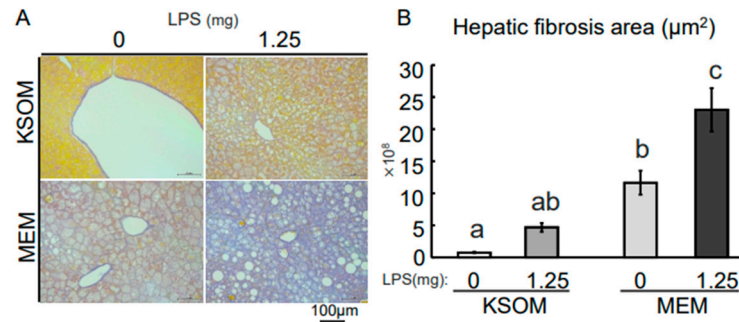 A
LPS (mg)
0 1.25
KSOM
MEM
100μm
B
Hepatic fibrosis area (μm²)
×10⁸
30
25
20
15
10
5
0
a
ab
b
c
LPS(mg): 0 1.25 0 1.25
KSOM MEM